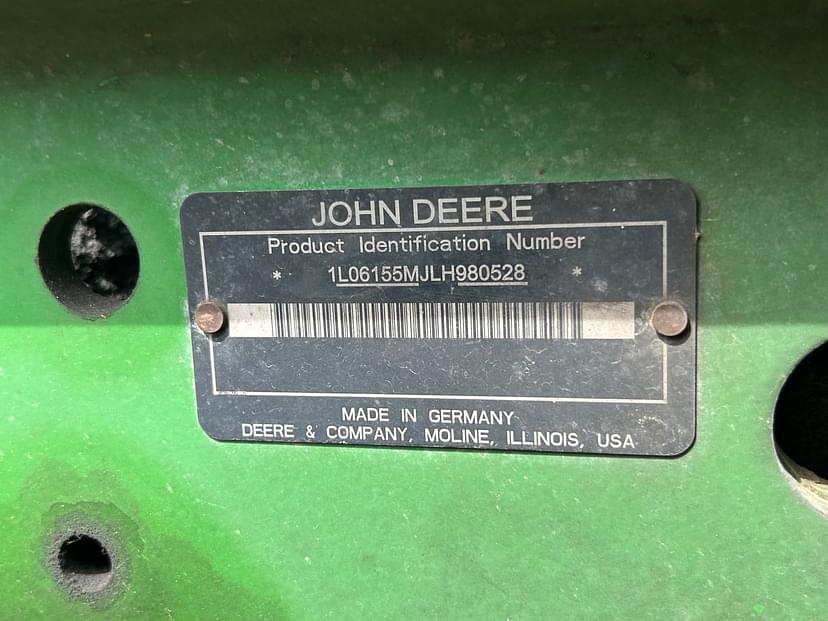 JOHN DEERE
Product Identification Number
* 1L06155MJLH980528 *
MADE IN GERMANY
DEERE & COMPANY, MOLINE, ILLINOIS, USA